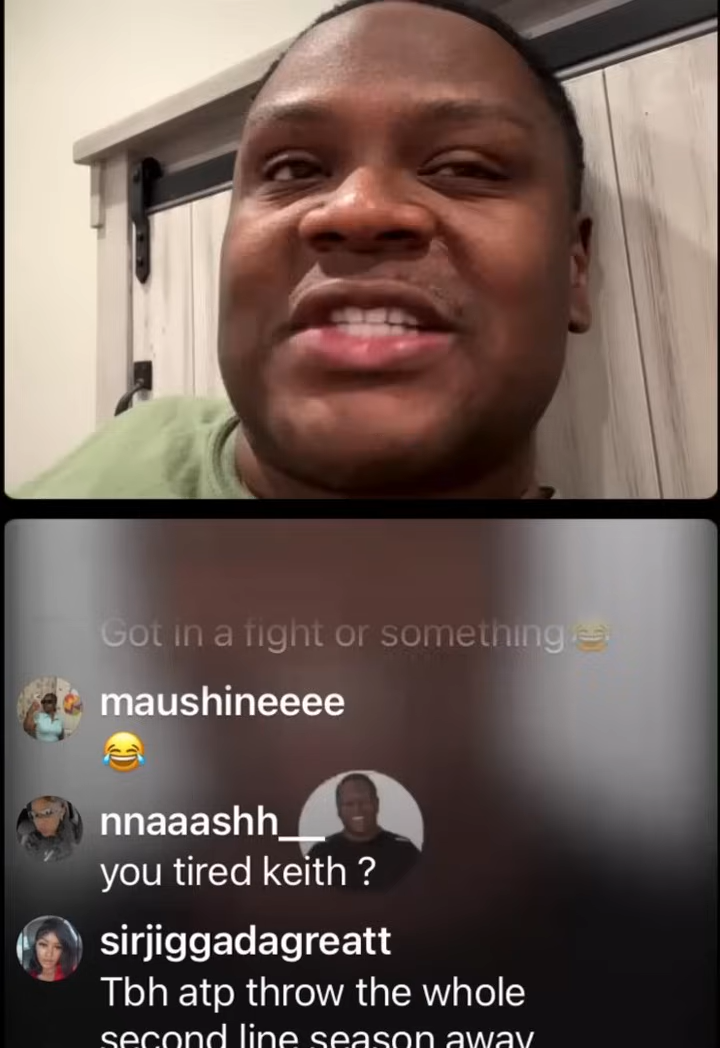 Got in a fight or something😂
maushineeee
😂
nnaaashh__
you tired keith ?
sirjiggadagreatt
Tbh atp throw the whole
second line season away